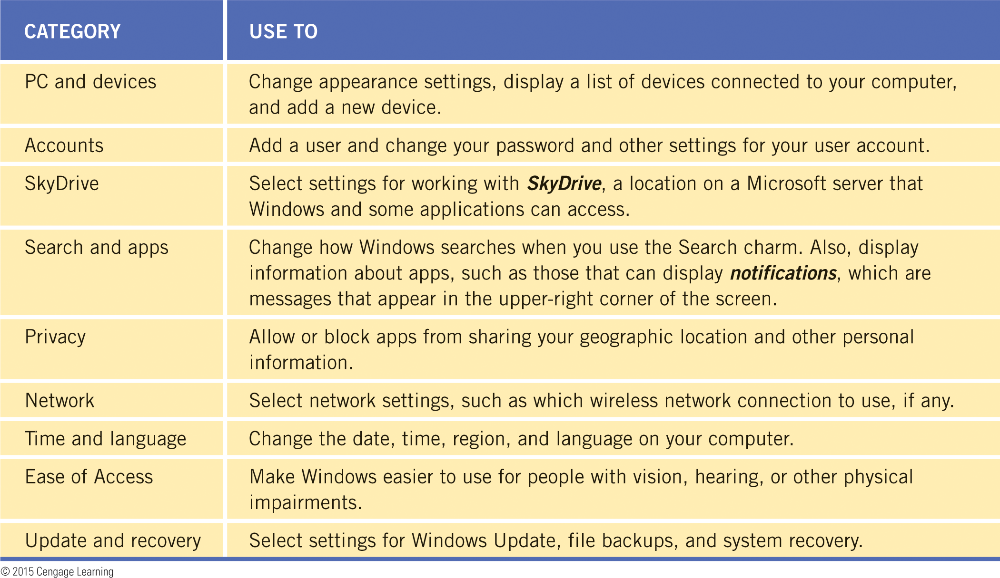 CATEGORY USE TO
PC and devices Change appearance settings, display a list of devices connected to your computer,
and add a new device.
Accounts Add a user and change your password and other settings for your user account.
SkyDrive Select settings for working with SkyDrive, a location on a Microsoft server that
Windows and some applications can access.
Search and apps Change how Windows searches when you use the Search charm. Also, display
information about apps, such as those that can display notifications, which are
messages that appear in the upper-right corner of the screen.
Privacy Allow or block apps from sharing your geographic location and other personal
information.
Network Select network settings, such as which wireless network connection to use, if any.
Time and language Change the date, time, region, and language on your computer.
Ease of Access Make Windows easier to use for people with vision, hearing, or other physical
impairments.
Update and recovery Select settings for Windows Update, file backups, and system recovery.
© 2015 Cengage Learning